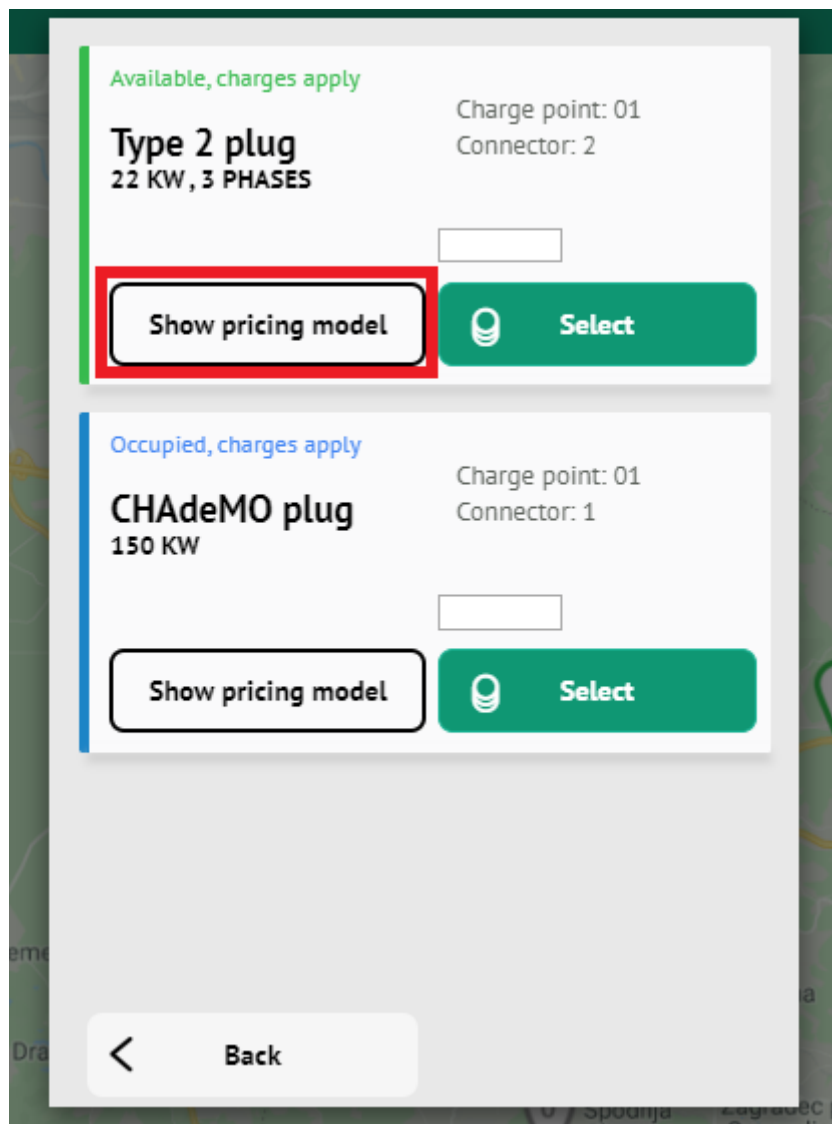 Available, charges apply
Type 2 plug
22 KW , 3 PHASES
Charge point: 01
Connector: 2
Show pricing model
Select
Occupied, charges apply
CHAdeMO plug
150 KW
Charge point: 01
Connector: 1
Show pricing model
Select
Back
Spodnja